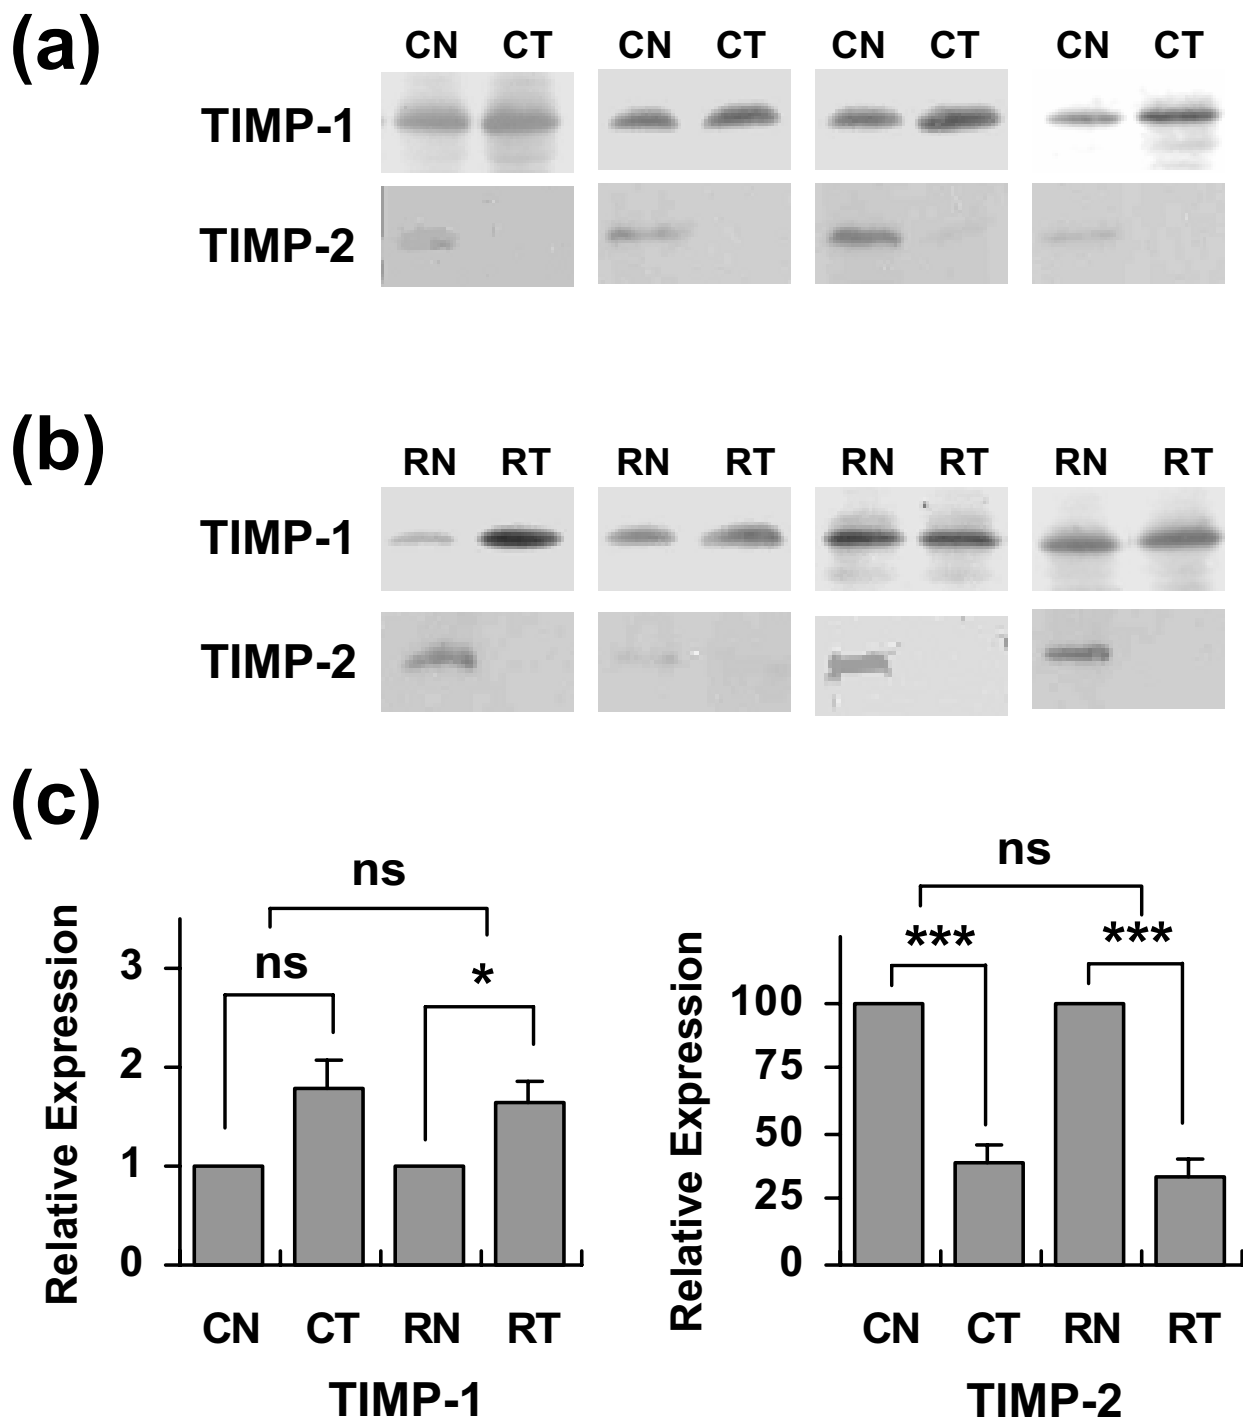 (a)
CN CT CN CT CN CT CN CT
TIMP-1
TIMP-2
(b)
RN RT RN RT RN RT RN RT
TIMP-1
TIMP-2
(c)
ns
ns
*
Relative Expression
3
2
1
0
CN CT RN RT
TIMP-1
ns
***
***
Relative Expression
100
75
50
25
0
CN CT RN RT
TIMP-2